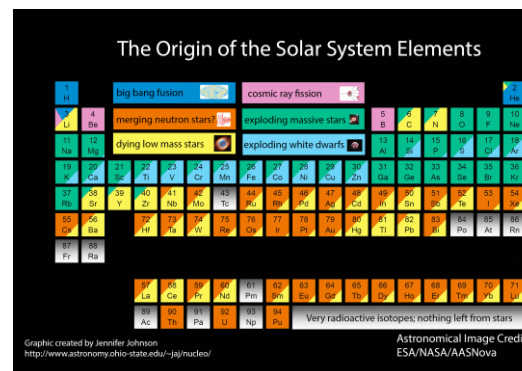 The Origin of the Solar System Elements
1 2
H He
big bang fusion cosmic ray fission
3 4 merging neutron stars? exploding massive stars 5 6 7 8 9 10
Li Be B C N O F Ne
11 12 dying low mass stars exploding white dwarfs 13 14 15 16 17 18
Na Mg Al Si P S Cl Ar
19 20 21 22 23 24 25 26 27 28 29 30 31 32 33 34 35 36
K Ca Sc Ti V Cr Mn Fe Co Ni Cu Zn Ga Ge As Se Br Kr
37 38 39 40 41 42 43 44 45 46 47 48 49 50 51 52 53 54
Rb Sr Y Zr Nb Mo Tc Ru Rh Pd Ag Cd In Sn Sb Te I Xe
55 56 72 73 74 75 76 77 78 79 80 81 82 83 84 85 86
Cs Ba Hf Ta W Re Os Ir Pt Au Hg Tl Pb Bi Po At Rn
87 88
Fr Ra
57 58 59 60 61 62 63 64 65 66 67 68 69 70 71
La Ce Pr Nd Pm Sm Eu Gd Tb Dy Ho Er Tm Yb Lu
89 90 91 92 93 94 Very radioactive isotopes; nothing left from stars
Ac Th Pa U Np Pu
Graphic created by Jennifer Johnson
http://www.astronomy.ohio-state.edu/~jaj/nucleo/
Astronomical Image Credi
ESA/NASA/AASNova